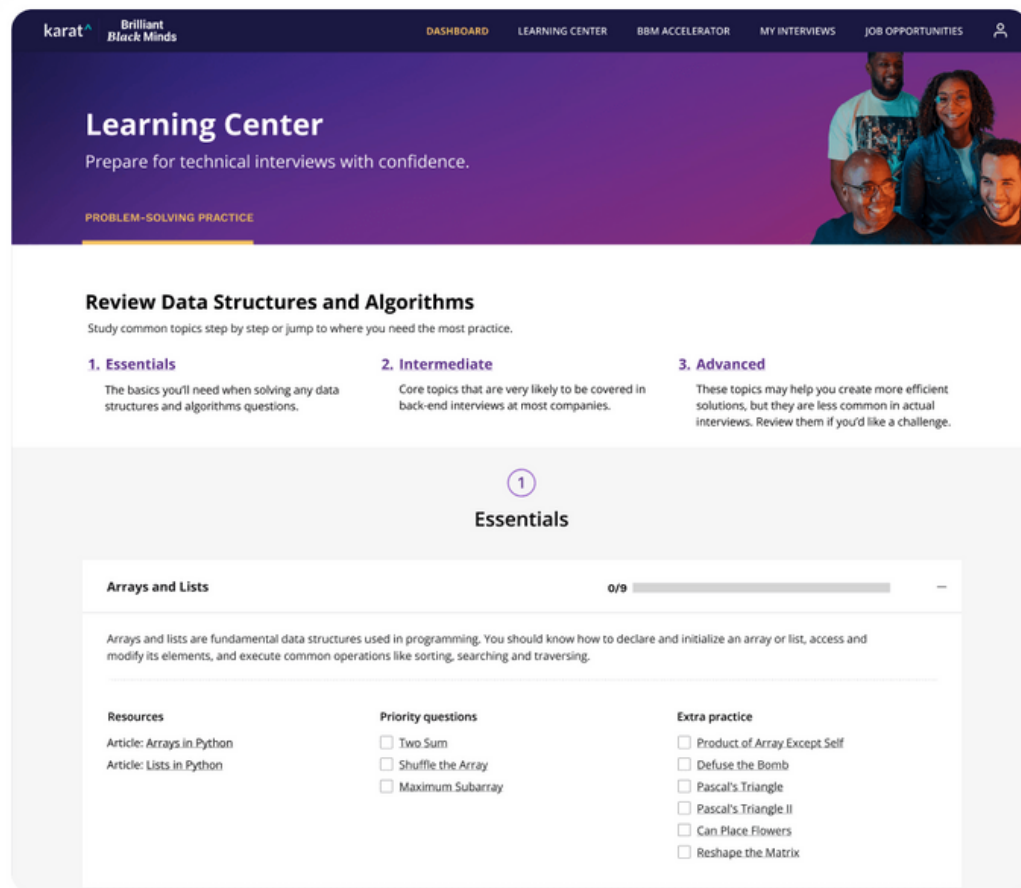 karat^
Brilliant
Black Minds
DASHBOARD
LEARNING CENTER
BBM ACCELERATOR
MY INTERVIEWS
JOB OPPORTUNITIES
Learning Center
Prepare for technical interviews with confidence.
PROBLEM-SOLVING PRACTICE
Review Data Structures and Algorithms
Study common topics step by step or jump to where you need the most practice.
1. Essentials
The basics you'll need when solving any data
structures and algorithms questions.
2. Intermediate
Core topics that are very likely to be covered in
back-end interviews at most companies.
3. Advanced
These topics may help you create more efficient
solutions, but they are less common in actual
interviews. Review them if you'd like a challenge.
1
Essentials
Arrays and Lists
0/9
Arrays and lists are fundamental data structures used in programming. You should know how to declare and initialize an array or list, access and
modify its elements, and execute common operations like sorting, searching and traversing.
Resources
Article: Arrays in Python
Article: Lists in Python
Priority questions
Two Sum
Shuffle the Array
Maximum Subarray
Extra practice
Product of Array Except Self
Defuse the Bomb
Pascal's Triangle
Pascal's Triangle II
Can Place Flowers
Reshape the Matrix